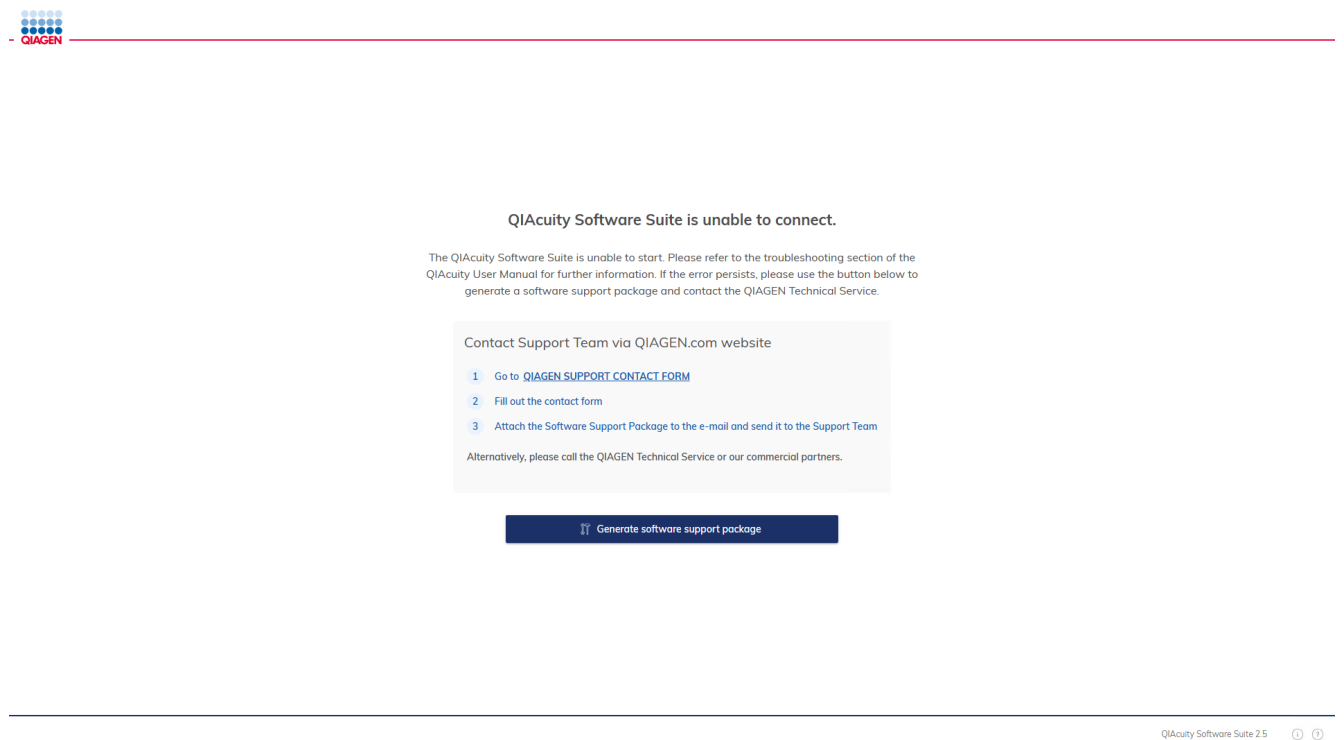 QIAGEN
QIAcuity Software Suite is unable to connect.
The QIAcuity Software Suite is unable to start. Please refer to the troubleshooting section of the
QIAcuity User Manual for further information. If the error persists, please use the button below to
generate a software support package and contact the QIAGEN Technical Service.
Contact Support Team via QIAGEN.com website
1 Go to QIAGEN SUPPORT CONTACT FORM
2 Fill out the contact form
3 Attach the Software Support Package to the e-mail and send it to the Support Team
Alternatively, please call the QIAGEN Technical Service or our commercial partners.
Generate software support package
QIAcuity Software Suite 2.5 i ?